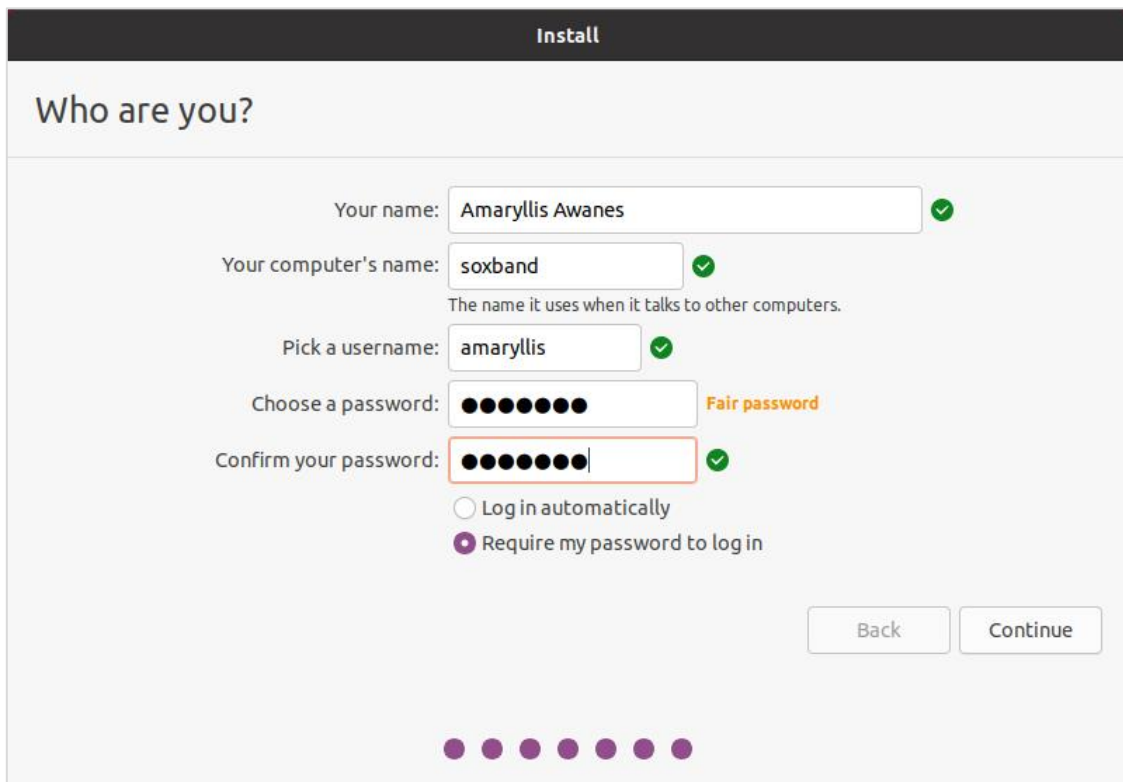 Install
Who are you?
Your name: Amaryllis Awanes
Your computer's name: soxband
The name it uses when it talks to other computers.
Pick a username: amaryllis
Choose a password: ●●●●●●● Fair password
Confirm your password: ●●●●●●●
Log in automatically
Require my password to log in
Back Continue